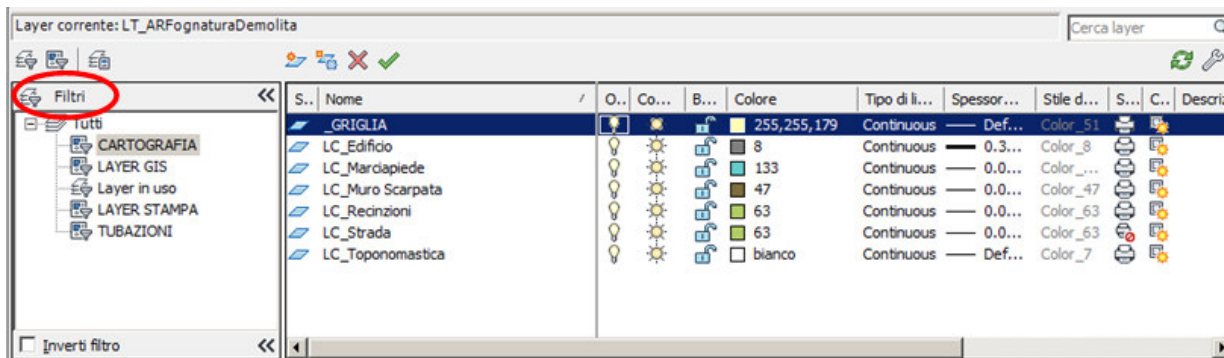 Layer corrente: LT_ARFognaturaDemolita
Cerca layer
Filtri
S.. Nome O.. Co... B... Colore Tipo di li... Spessor... Stile d... S... C.. Descriz
Tutti
CARTOGRAFIA
LAYER GIS
Layer in uso
LAYER STAMPA
TUBAZIONI
_GRIGLIA 255,255,179 Continuous Def... Color_51
LC_Edificio 8 Continuous 0.3... Color_8
LC_Marciapiede 133 Continuous 0.0... Color_...
LC_Muro Scarpata 47 Continuous 0.0... Color_47
LC_Recinzioni 63 Continuous 0.0... Color_63
LC_Strada 63 Continuous 0.0... Color_63
LC_Toponomastica bianco Continuous Def... Color_7
Inverti filtro